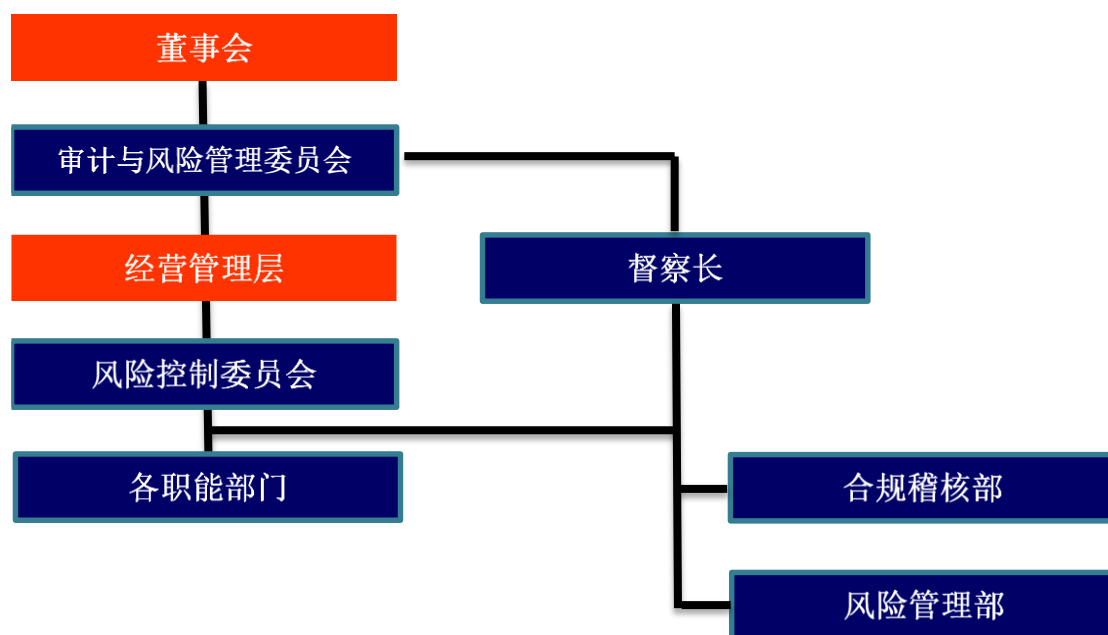 董事会
审计与风险管理委员会
经营管理层
督察长
风险控制委员会
各职能部门
合规稽核部
风险管理部